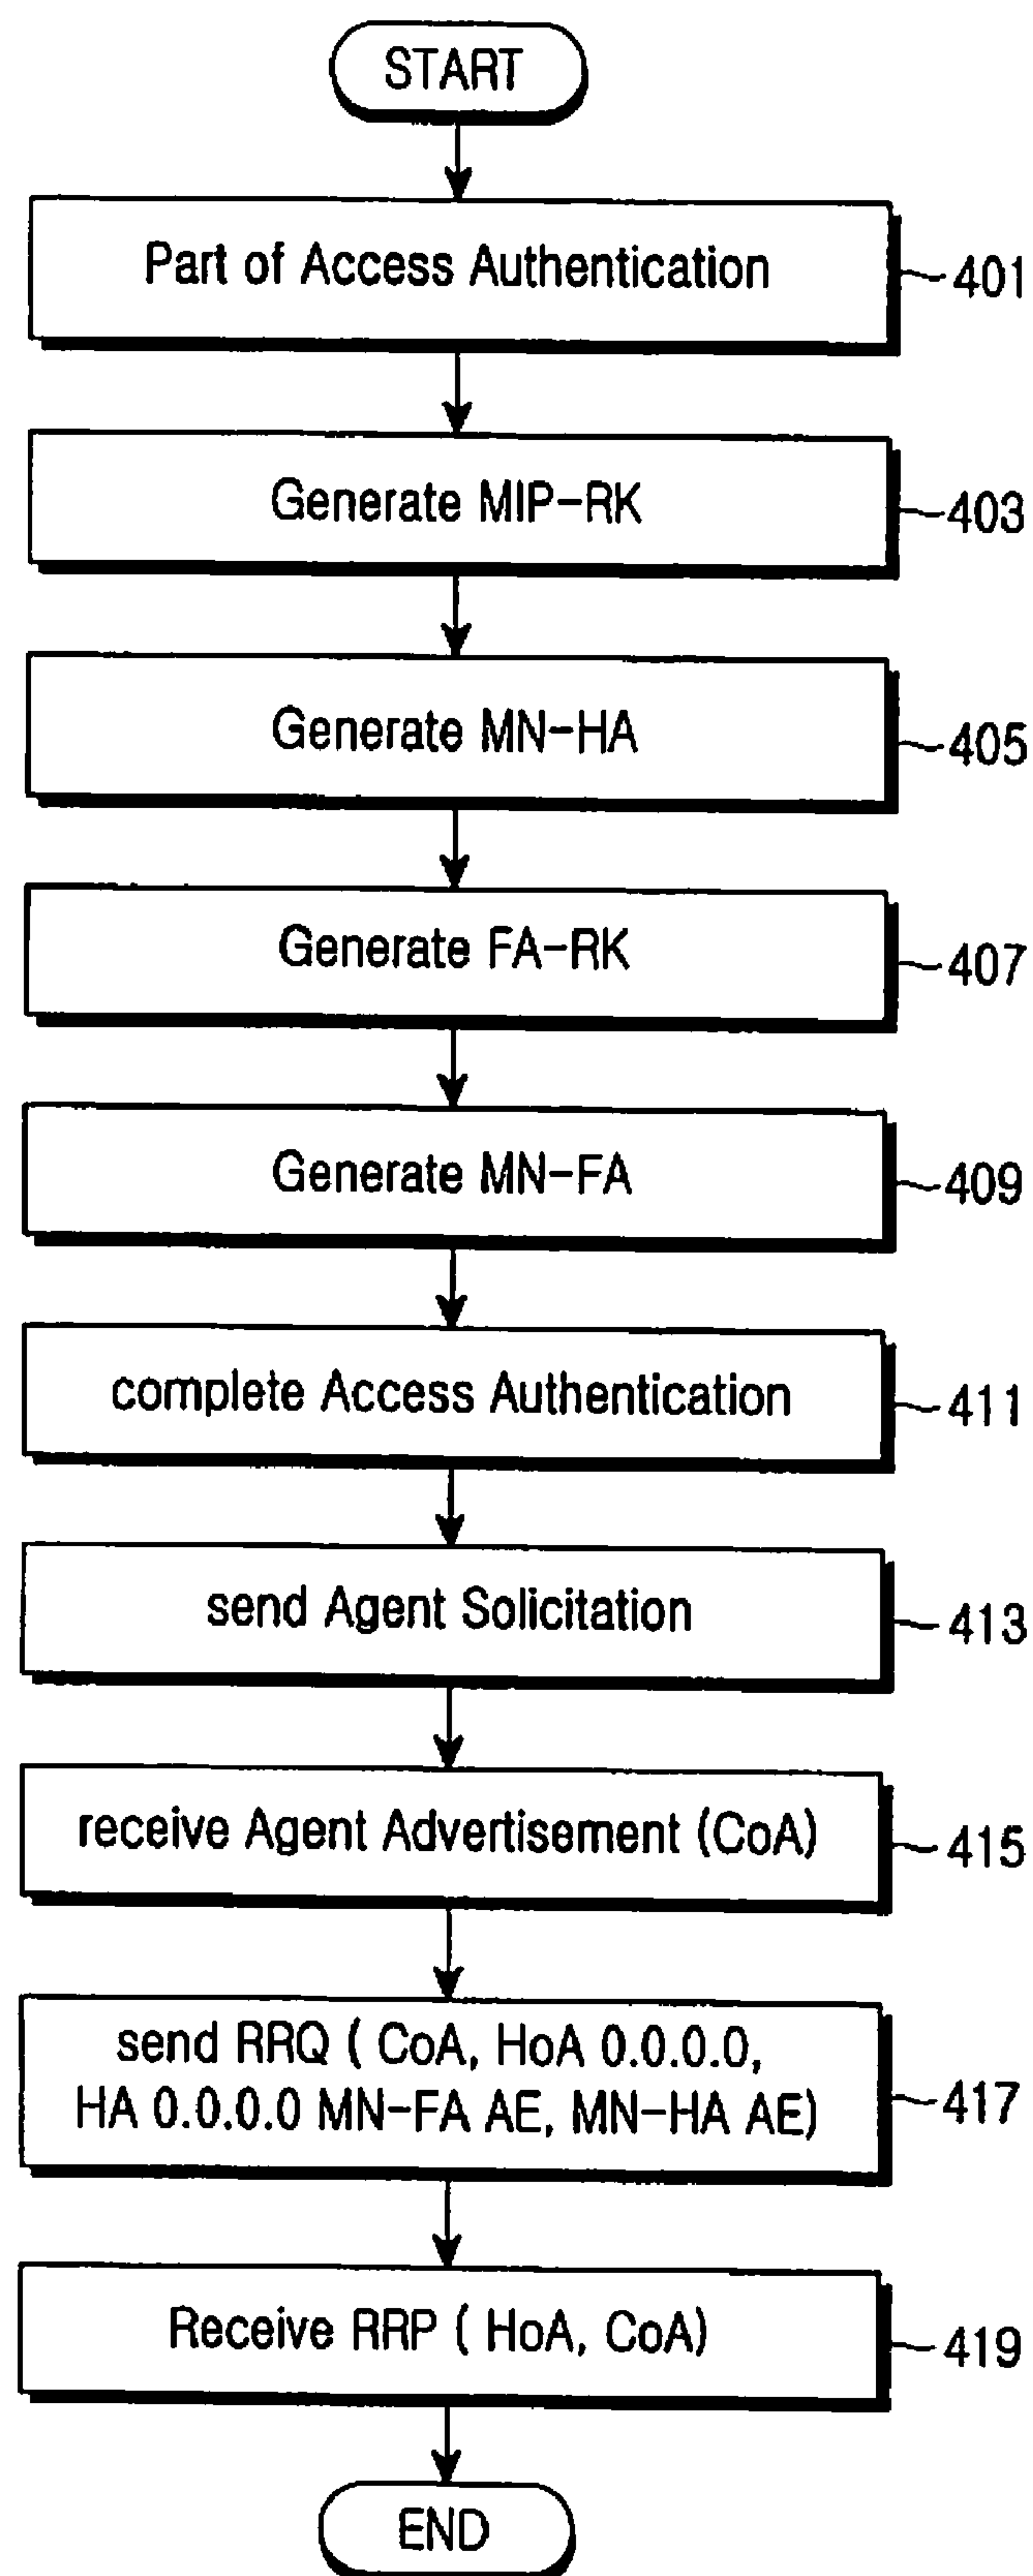 START
Part of Access Authentication
401
Generate MIP-RK
403
Generate MN-HA
405
Generate FA-RK
407
Generate MN-FA
409
complete Access Authentication
411
send Agent Solicitation
413
receive Agent Advertisement (CoA)
415
send RRQ ( CoA, HoA 0.0.0.0,
HA 0.0.0.0 MN-FA AE, MN-HA AE)
417
Receive RRP ( HoA, CoA)
419
END